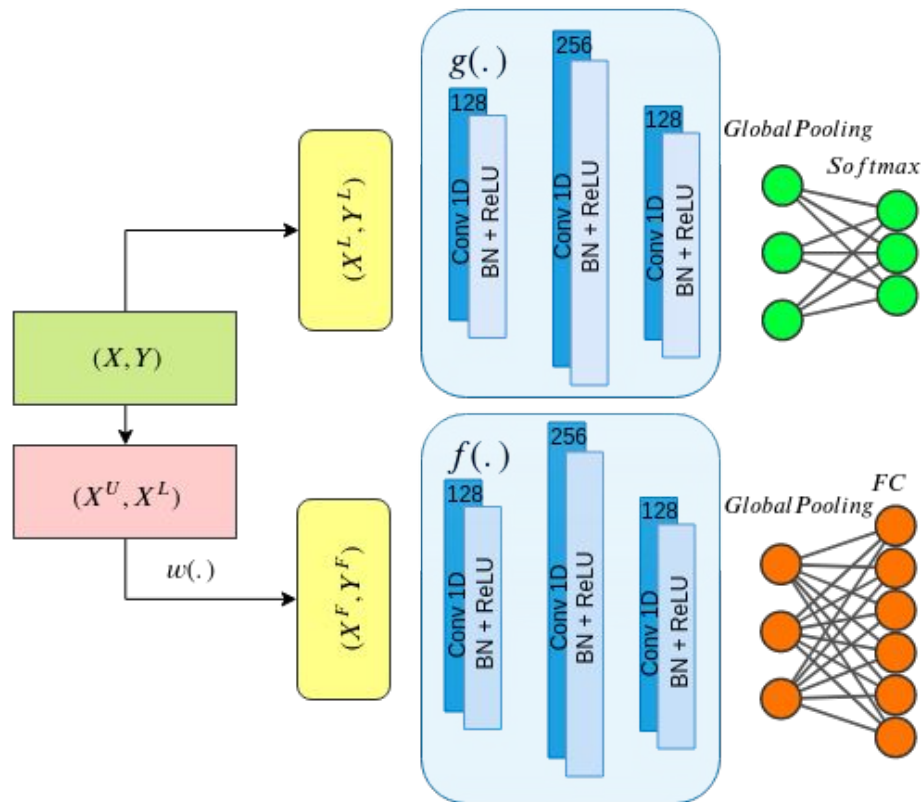 g(.)
128
Conv 1D
BN + ReLU
256
Conv 1D
BN + ReLU
128
Conv 1D
BN + ReLU
Global Pooling
Softmax
(X^L, Y^L)
(X, Y)
(X^U, X^L)
w(.)
(X^F, Y^F)
f(.)
128
Conv 1D
BN + ReLU
256
Conv 1D
BN + ReLU
128
Conv 1D
BN + ReLU
Global Pooling
FC